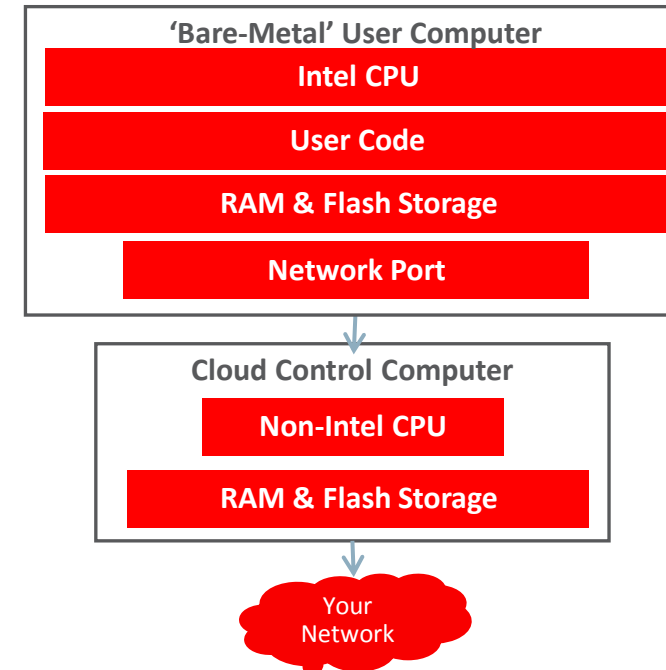 ‘Bare-Metal’ User Computer
Intel CPU
User Code
RAM & Flash Storage
Network Port
Cloud Control Computer
Non-Intel CPU
RAM & Flash Storage
Your
Network